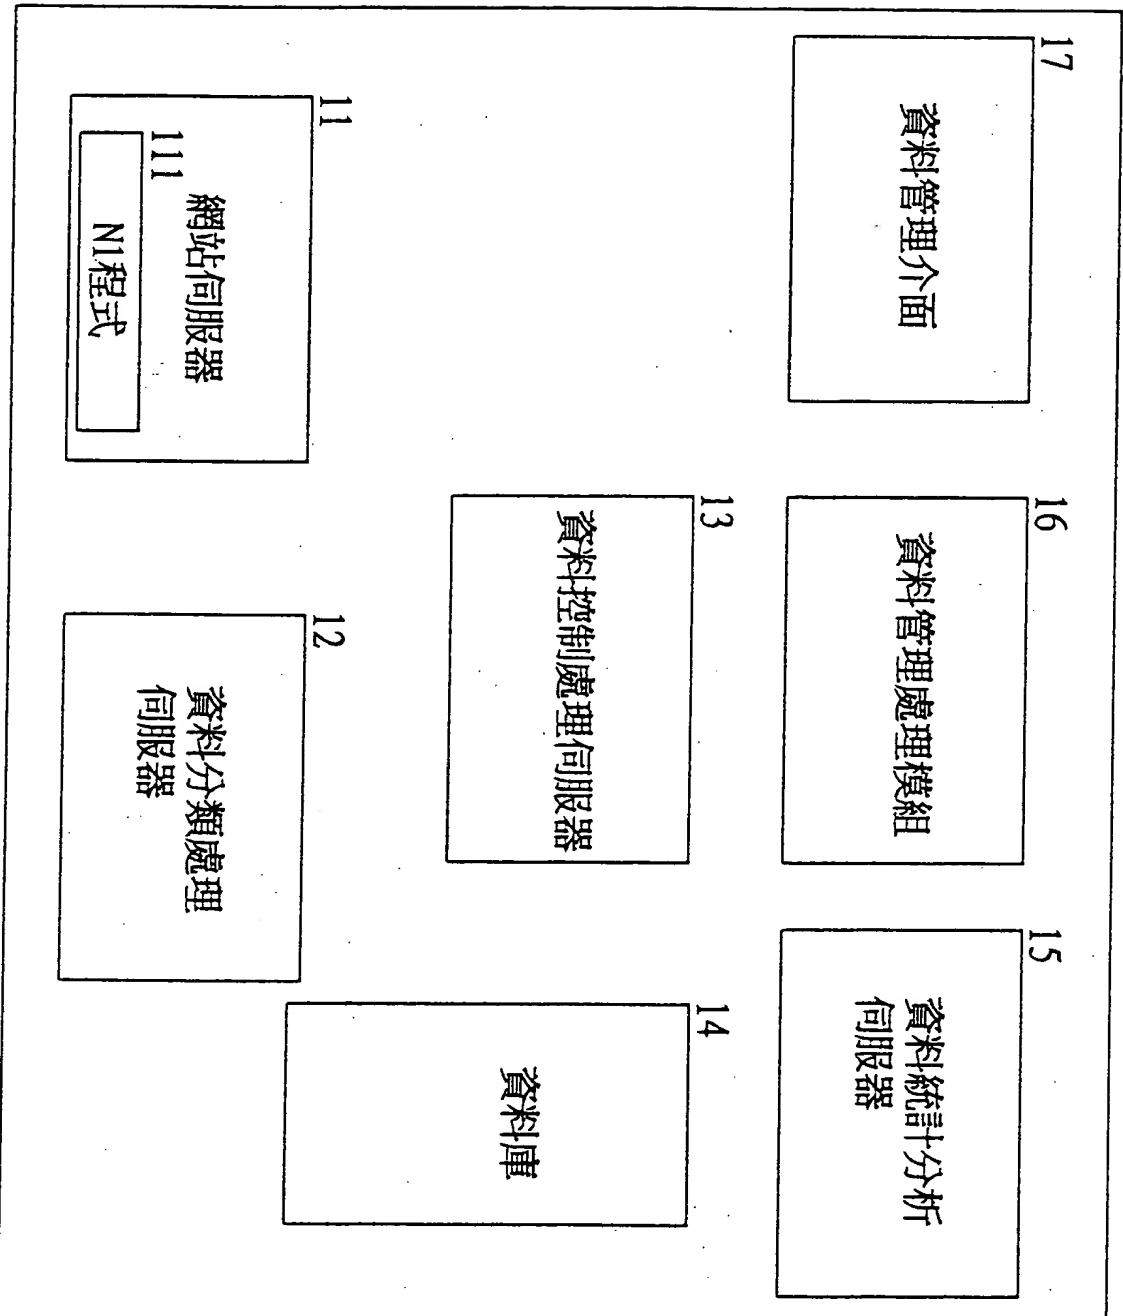 17
資料管理介面
16
資料管理處理模組
15
資料統計分析
伺服器
13
資料控制處理伺服器
14
資料庫
11
網站伺服器
111
N1程式
12
資料分類處理
伺服器